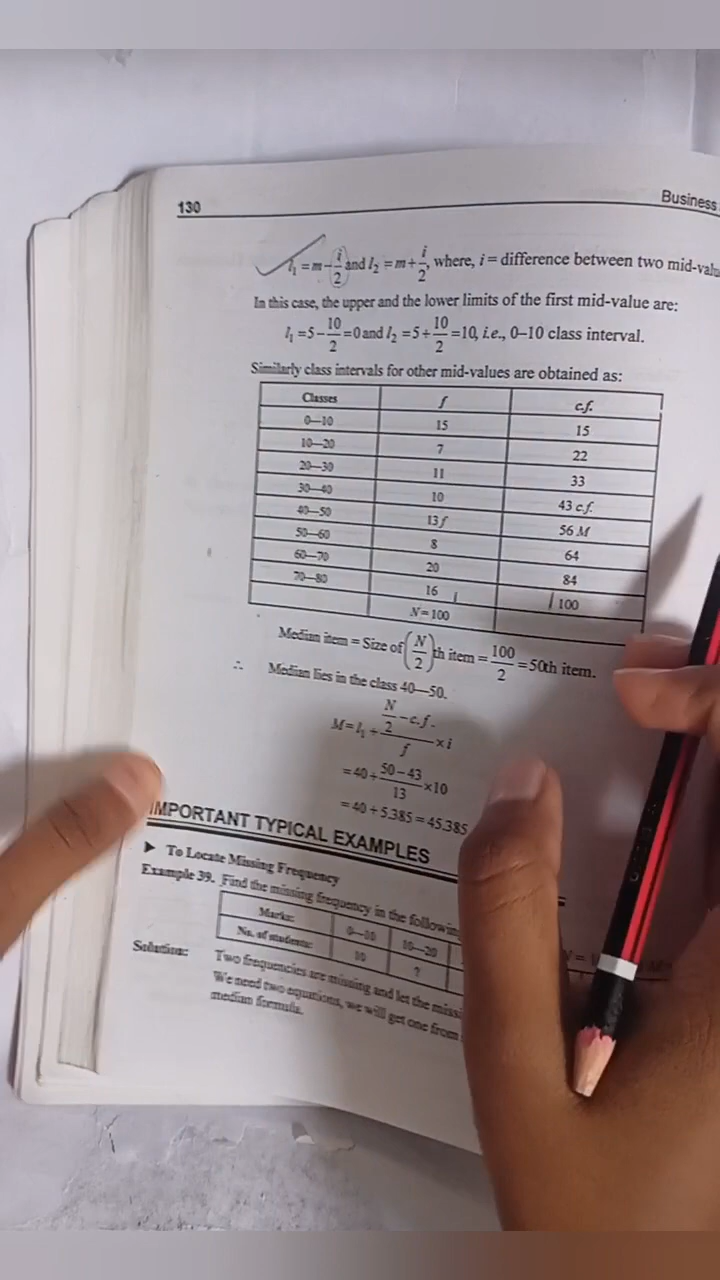 130
Business
l₁ = m − i/2 and l₂ = m + i/2, where, i = difference between two mid-valu
In this case, the upper and the lower limits of the first mid-value are:
l₁ = 5 − 10/2 = 0 and l₂ = 5 + 10/2 = 10, i.e., 0–10 class interval.
Similarly class intervals for other mid-values are obtained as:
Classes f c.f.
0—10 15 15
10—20 7 22
20—30 11 33
30—40 10 43 c.f.
40—50 13 f 56 M
50—60 8 64
60—70 20 84
70—80 16 100
N = 100
Median item = Size of (N/2)th item = 100/2 = 50th item.
∴ Median lies in the class 40—50.
M = l₁ + (N/2 − c.f.)/f × i
= 40 + (50 − 43)/13 × 10
= 40 + 5.385 = 45.385
IMPORTANT TYPICAL EXAMPLES
▶ To Locate Missing Frequency
Example 39. Find the missing frequency in the followin
Marks: 0—10 10—20
No. of students: 10 ?
Solution: Two frequencies are missing and let the missi
We need two equations, we will get one from
median formula.